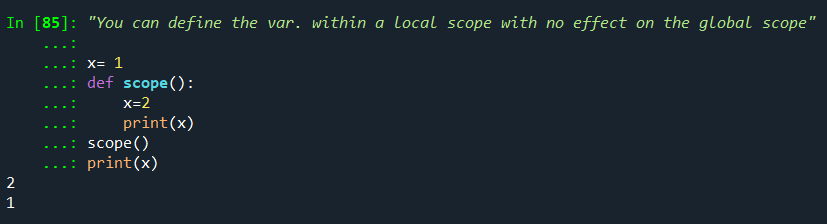 In [85]: "You can define the var. within a local scope with no effect on the global scope"
...:
...: x= 1
...: def scope():
...:     x=2
...:     print(x)
...: scope()
...: print(x)
2
1